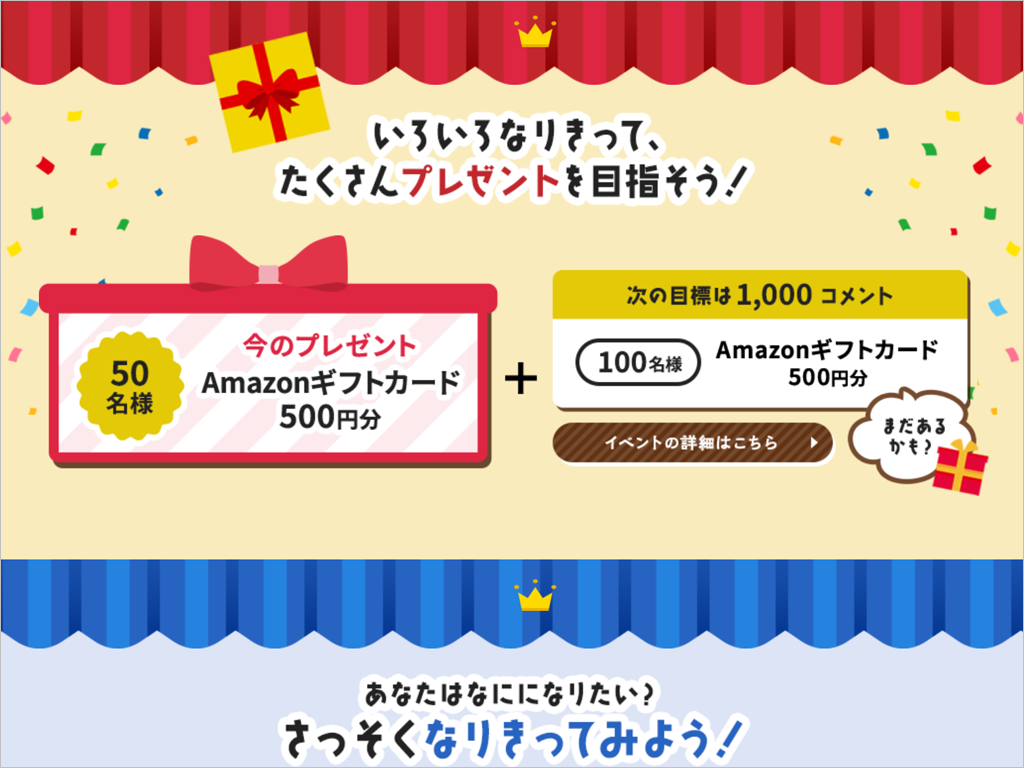 いろいろなりきって、
たくさんプレゼントを目指そう!
50
名様
今のプレゼント
Amazonギフトカード
500円分
+
次の目標は1,000 コメント
100名様
Amazonギフトカード
500円分
イベントの詳細はこちら
まだある
かも?
あなたはなにになりたい?
さっそくなりきってみよう!